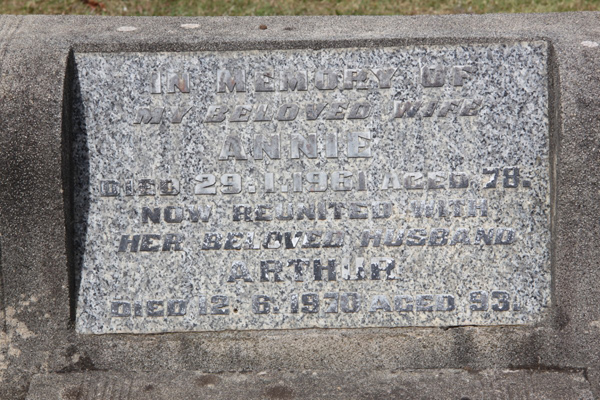 IN MEMORY OF
MY BELOVED WIFE
ANNIE
DIED 29.1.1961 AGED 78.
NOW REUNITED WITH
HER BELOVED HUSBAND
ARTHUR
DIED 12.6.1970 AGED 93.